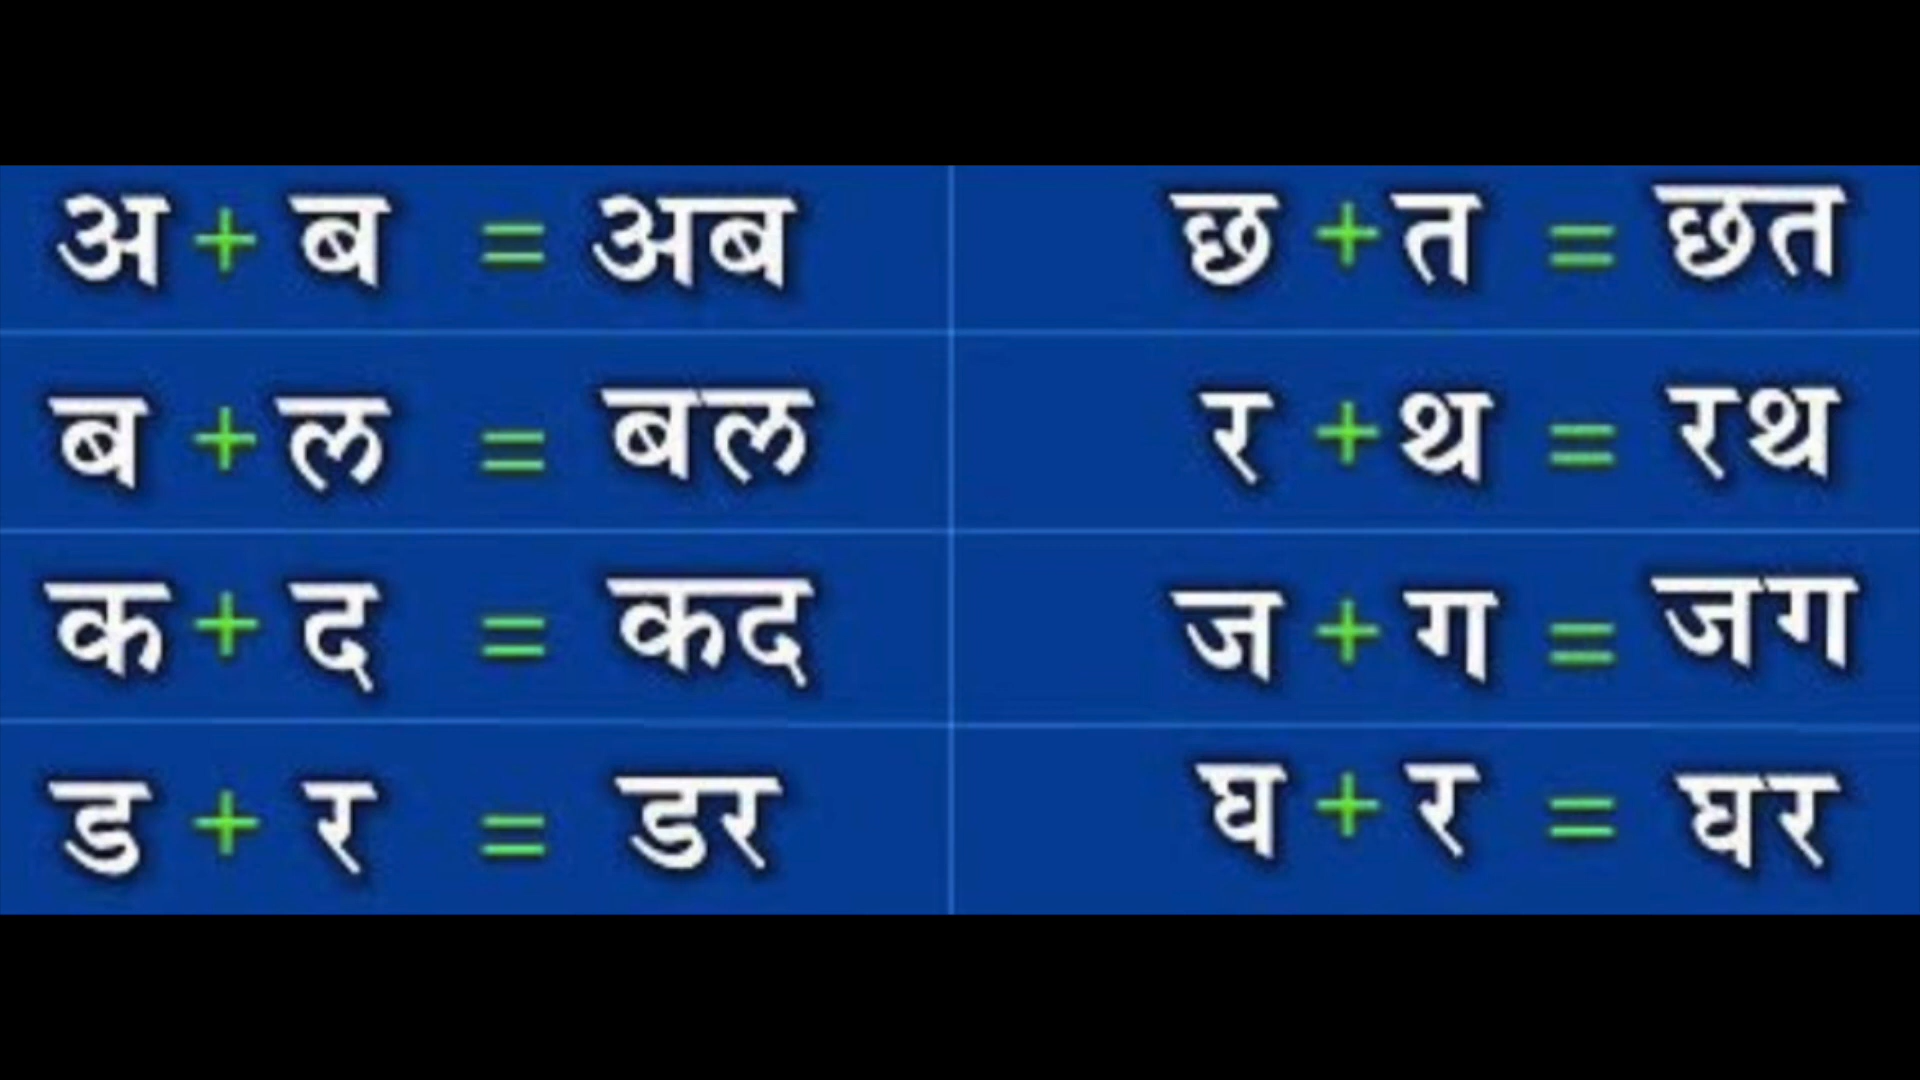 अ + ब = अब
छ + त = छत
ब + ल = बल
र + थ = रथ
क + द = कद
ज + ग = जग
ड + र = डर
घ + र = घर